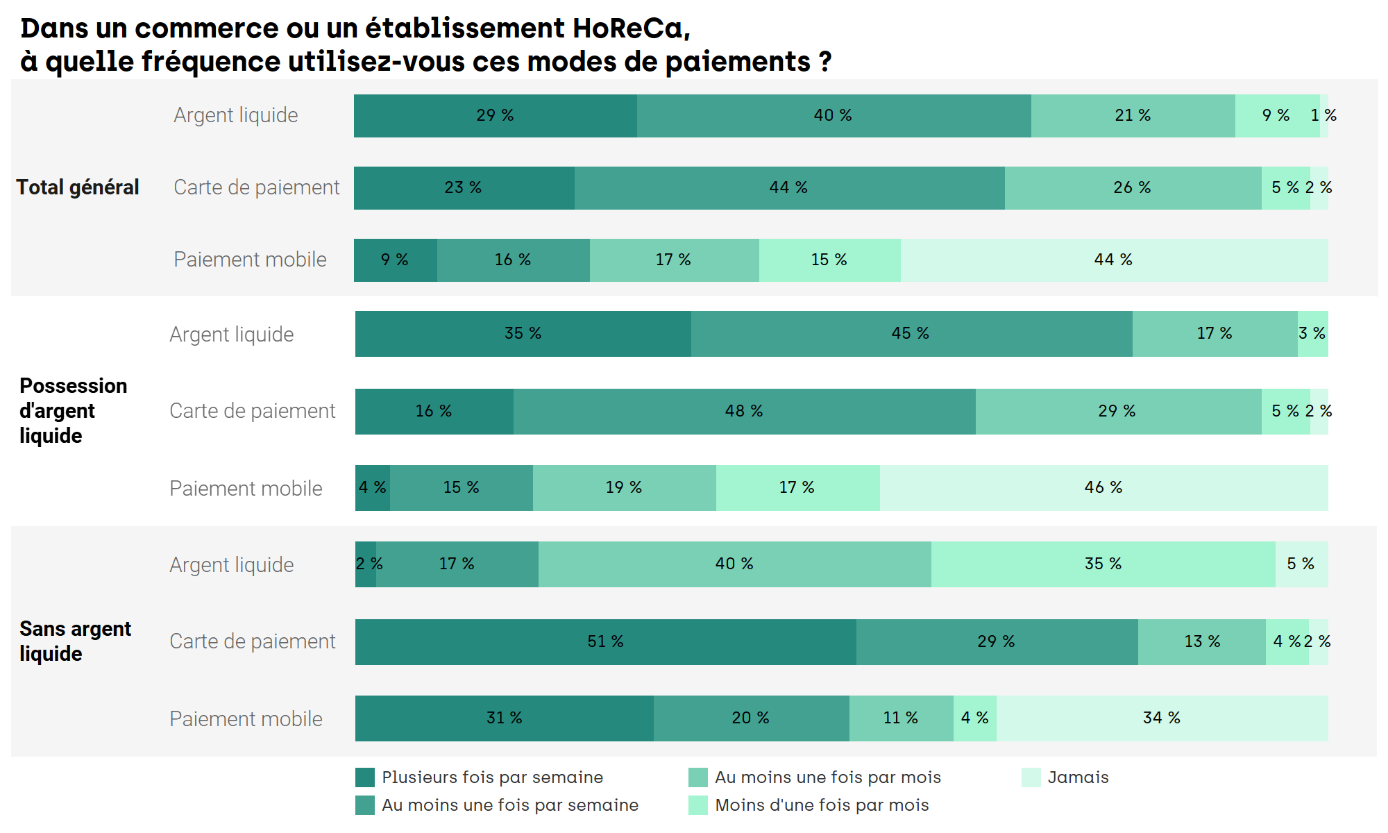 Dans un commerce ou un établissement HoReCa,
à quelle fréquence utilisez-vous ces modes de paiements ?
Total général
Argent liquide 29 % 40 % 21 % 9 % 1 %
Carte de paiement 23 % 44 % 26 % 5 % 2 %
Paiement mobile 9 % 16 % 17 % 15 % 44 %
Possession
d'argent
liquide
Argent liquide 35 % 45 % 17 % 3 %
Carte de paiement 16 % 48 % 29 % 5 % 2 %
Paiement mobile 4 % 15 % 19 % 17 % 46 %
Sans argent
liquide
Argent liquide 2 % 17 % 40 % 35 % 5 %
Carte de paiement 51 % 29 % 13 % 4 % 2 %
Paiement mobile 31 % 20 % 11 % 4 % 34 %
Plusieurs fois par semaine
Au moins une fois par semaine
Au moins une fois par mois
Moins d'une fois par mois
Jamais